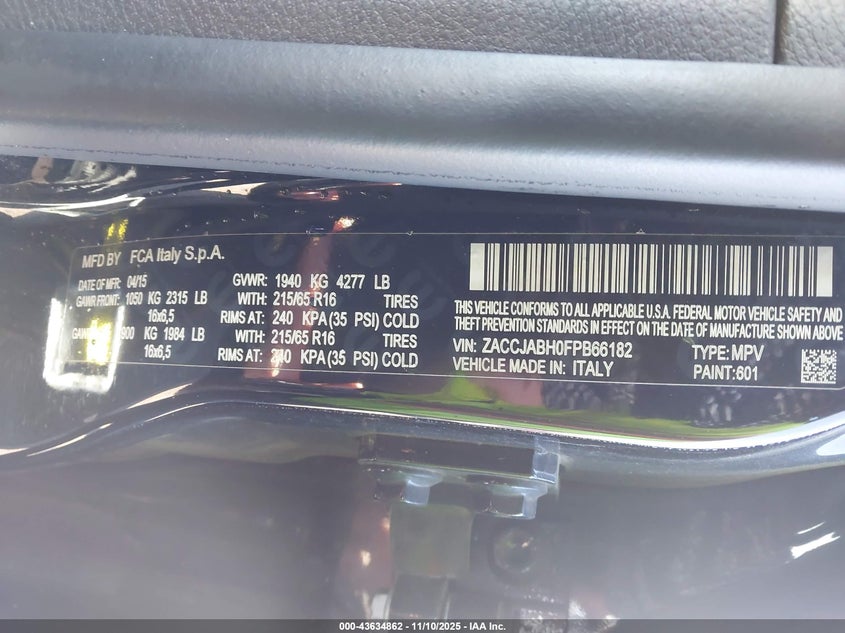 MFD BY FCA Italy S.p.A.
DATE OF MFR: 04/15 GVWR: 1940 KG 4277 LB
GAWR FRONT: 1050 KG 2315 LB WITH: 215/65 R16 TIRES
16x6,5 RIMS AT: 240 KPA (35 PSI) COLD
KG 1984 LB WITH: 215/65 R16 TIRES
16x6,5 RIMS AT: 240 KPA (35 PSI) COLD
THIS VEHICLE CONFORMS TO ALL APPLICABLE U.S.A. FEDERAL MOTOR VEHICLE SAFETY AND
THEFT PREVENTION STANDARDS IN EFFECT ON THE DATE OF MANUFACTURE SHOWN ABOVE
VIN: ZACCJABH0FPB66182 TYPE: MPV
VEHICLE MADE IN: ITALY PAINT:601
000-43634862 - 11/10/2025 - IAA Inc.